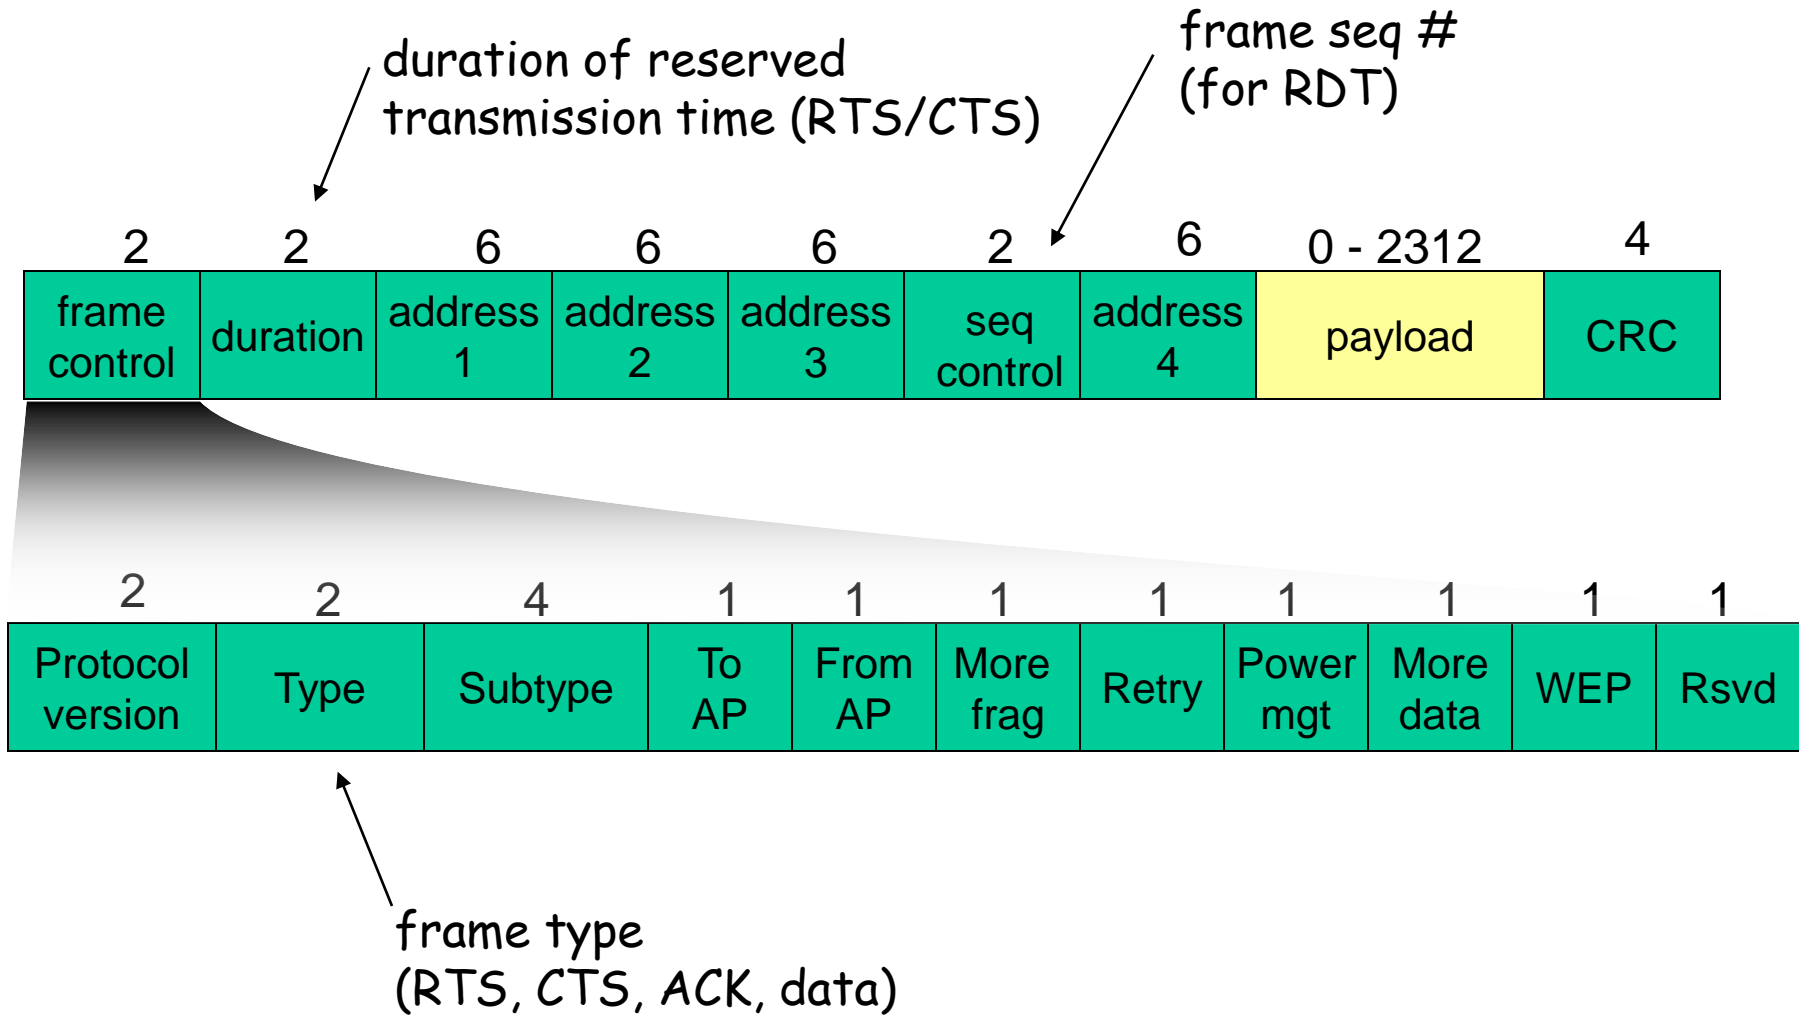 duration of reserved
transmission time (RTS/CTS)
frame seq #
(for RDT)
2 2 6 6 6 2 6 0 - 2312 4
frame
control
duration
address
1
address
2
address
3
seq
control
address
4
payload
CRC
2 2 4 1 1 1 1 1 1 1 1
Protocol
version
Type
Subtype
To
AP
From
AP
More
frag
Retry
Power
mgt
More
data
WEP
Rsvd
frame type
(RTS, CTS, ACK, data)